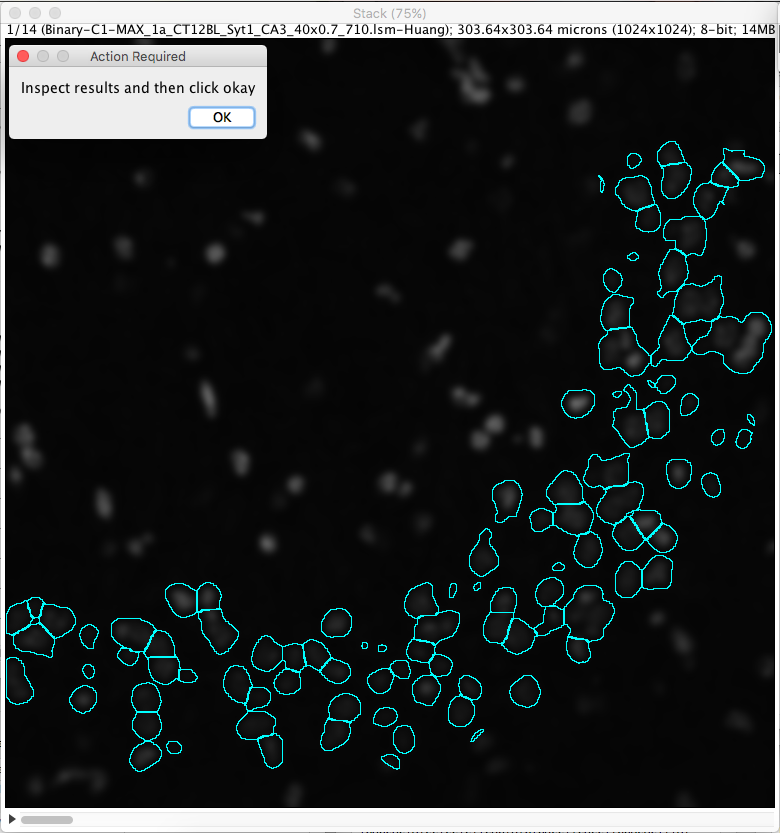 Stack (75%)
1/14 (Binary-C1-MAX_1a_CT12BL_Syt1_CA3_40x0.7_710.lsm-Huang); 303.64x303.64 microns (1024x1024); 8-bit; 14MB
Action Required
Inspect results and then click okay
OK